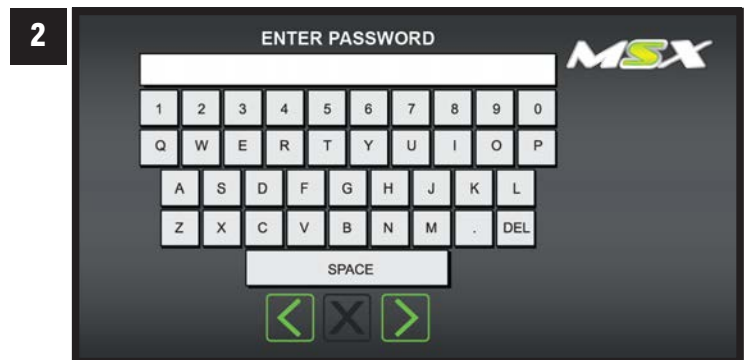 2
ENTER PASSWORD
MSX
1 2 3 4 5 6 7 8 9 0
Q W E R T Y U I O P
A S D F G H J K L
Z X C V B N M . DEL
SPACE
< X >